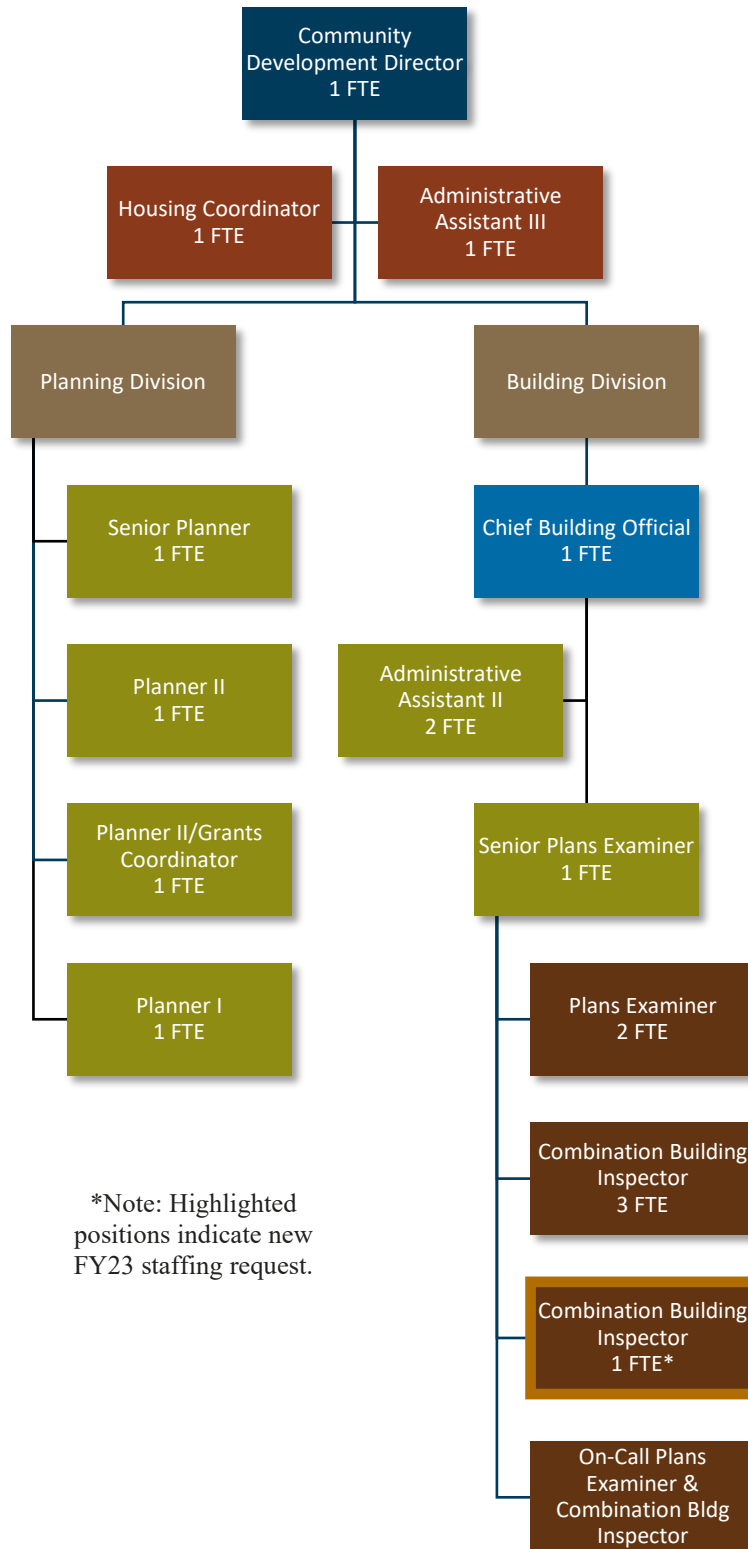 Community
Development Director
1 FTE
Housing Coordinator
1 FTE
Administrative
Assistant III
1 FTE
Planning Division
Building Division
Senior Planner
1 FTE
Chief Building Official
1 FTE
Planner II
1 FTE
Administrative
Assistant II
2 FTE
Planner II/Grants
Coordinator
1 FTE
Senior Plans Examiner
1 FTE
Planner I
1 FTE
Plans Examiner
2 FTE
Combination Building
Inspector
3 FTE
*Note: Highlighted
positions indicate new
FY23 staffing request.
Combination Building
Inspector
1 FTE*
On-Call Plans
Examiner &
Combination Bldg
Inspector